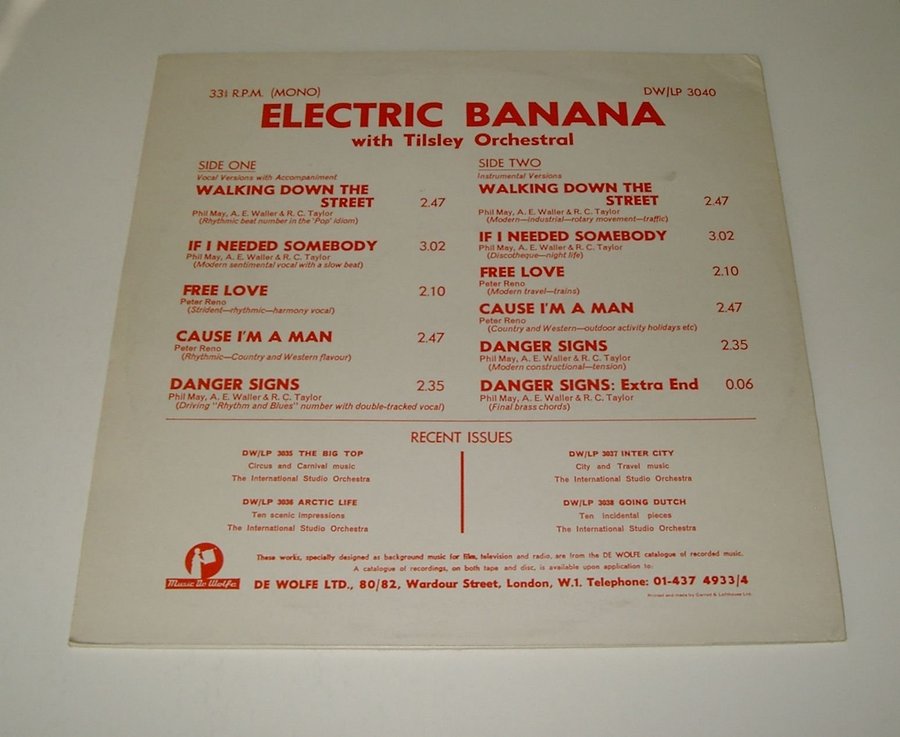 33⅓ R.P.M. (MONO)
DW/LP 3040
ELECTRIC BANANA
with Tilsley Orchestral
SIDE ONE
Vocal Versions with Accompaniment
WALKING DOWN THE
STREET 2.47
Phil May, A. E. Waller & R. C. Taylor
(Rhythmic beat number in the 'Pop' idiom)
IF I NEEDED SOMEBODY 3.02
Phil May, A. E. Waller & R. C. Taylor
(Modern sentimental vocal with a slow beat)
FREE LOVE 2.10
Peter Reno
(Strident—rhythmic—harmony vocal)
CAUSE I'M A MAN 2.47
Peter Reno
(Rhythmic—Country and Western flavour)
DANGER SIGNS 2.35
Phil May, A. E. Waller & R. C. Taylor
(Driving "Rhythm and Blues" number with double-tracked vocal)
SIDE TWO
Instrumental Versions
WALKING DOWN THE
STREET 2.47
Phil May, A. E. Waller & R. C. Taylor
(Modern—industrial—rotary movement—traffic)
IF I NEEDED SOMEBODY 3.02
Phil May, A. E. Waller & R. C. Taylor
(Discotheque—night life)
FREE LOVE 2.10
Peter Reno
(Modern travel—trains)
CAUSE I'M A MAN 2.47
Peter Reno
(Country and Western—outdoor activity holidays etc)
DANGER SIGNS 2.35
Phil May, A. E. Waller & R. C. Taylor
(Modern constructional—tension)
DANGER SIGNS: Extra End 0.06
Phil May, A. E. Waller & R. C. Taylor
(Final brass chords)
RECENT ISSUES
DW/LP 3035 THE BIG TOP
Circus and Carnival music
The International Studio Orchestra
DW/LP 3036 ARCTIC LIFE
Ten scenic impressions
The International Studio Orchestra
DW/LP 3037 INTER CITY
City and Travel music
The International Studio Orchestra
DW/LP 3038 GOING DUTCH
Ten incidental pieces
The International Studio Orchestra
Music De Wolfe
These works, specially designed as background music for film, television and radio, are from the DE WOLFE catalogue of recorded music.
A catalogue of recordings, on both tape and disc, is available upon application to:
DE WOLFE LTD., 80/82, Wardour Street, London, W.1. Telephone: 01-437 4933/4
Printed and made by Garrod & Lofthouse Ltd.